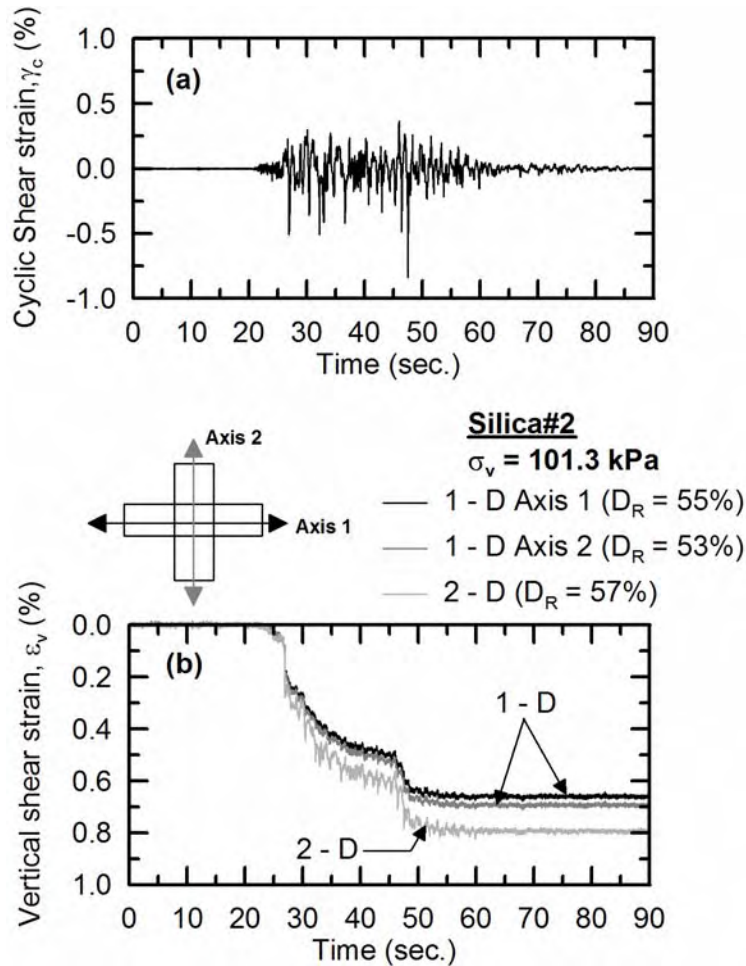 Cyclic Shear strain,γc (%)
1.0
0.5
0.0
-0.5
-1.0
(a)
0 10 20 30 40 50 60 70 80 90
Time (sec.)
Axis 2
Axis 1
Silica#2
σv = 101.3 kPa
1 - D Axis 1 (DR = 55%)
1 - D Axis 2 (DR = 53%)
2 - D (DR = 57%)
Vertical shear strain, εv (%)
0.0
0.2
0.4
0.6
0.8
1.0
(b)
1 - D
2 - D
0 10 20 30 40 50 60 70 80 90
Time (sec.)